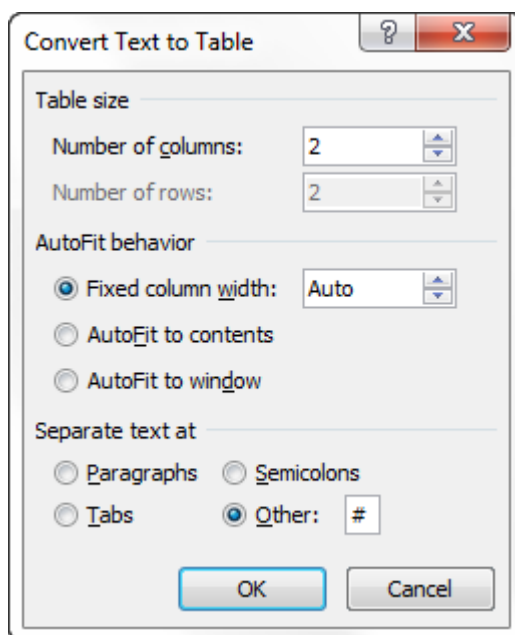 Convert Text to Table ? X
Table size
Number of columns: 2
Number of rows: 2
AutoFit behavior
Fixed column width: Auto
AutoFit to contents
AutoFit to window
Separate text at
Paragraphs Semicolons
Tabs Other: #
OK Cancel